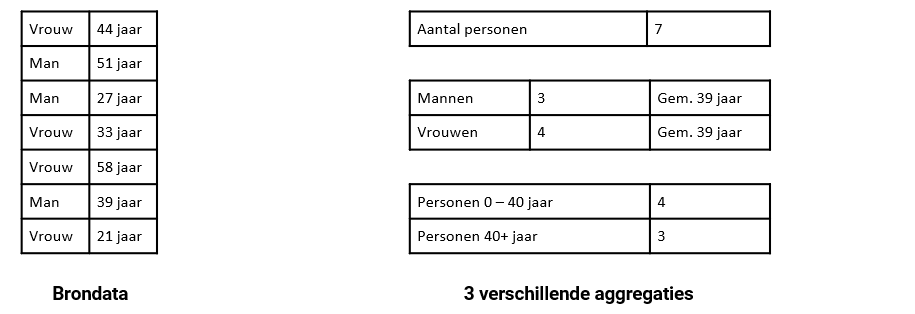 Vrouw 44 jaar
Man 51 jaar
Man 27 jaar
Vrouw 33 jaar
Vrouw 58 jaar
Man 39 jaar
Vrouw 21 jaar
Brondata
Aantal personen 7
Mannen 3 Gem. 39 jaar
Vrouwen 4 Gem. 39 jaar
Personen 0 – 40 jaar 4
Personen 40+ jaar 3
3 verschillende aggregaties